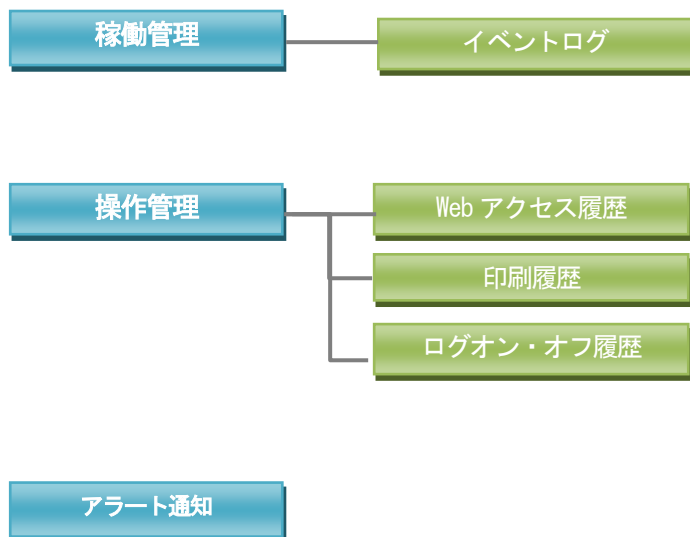 稼働管理
イベントログ
操作管理
Web アクセス履歴
印刷履歴
ログオン・オフ履歴
アラート通知